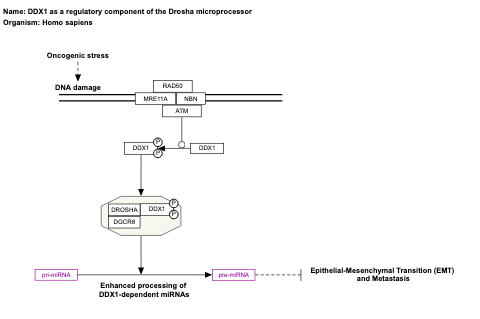 Name: DDX1 as a regulatory component of the Drosha microprocessor
Organism: Homo sapiens
Oncogenic stress
DNA damage
RAD50
MRE11A
NBN
ATM
DDX1
P
P
DDX1
DROSHA
DDX1
P
P
DGCR8
pri-miRNA
pre-miRNA
Enhanced processing of
DDX1-dependent miRNAs
Epithelial-Mesenchymal Transition (EMT)
and Metastasis